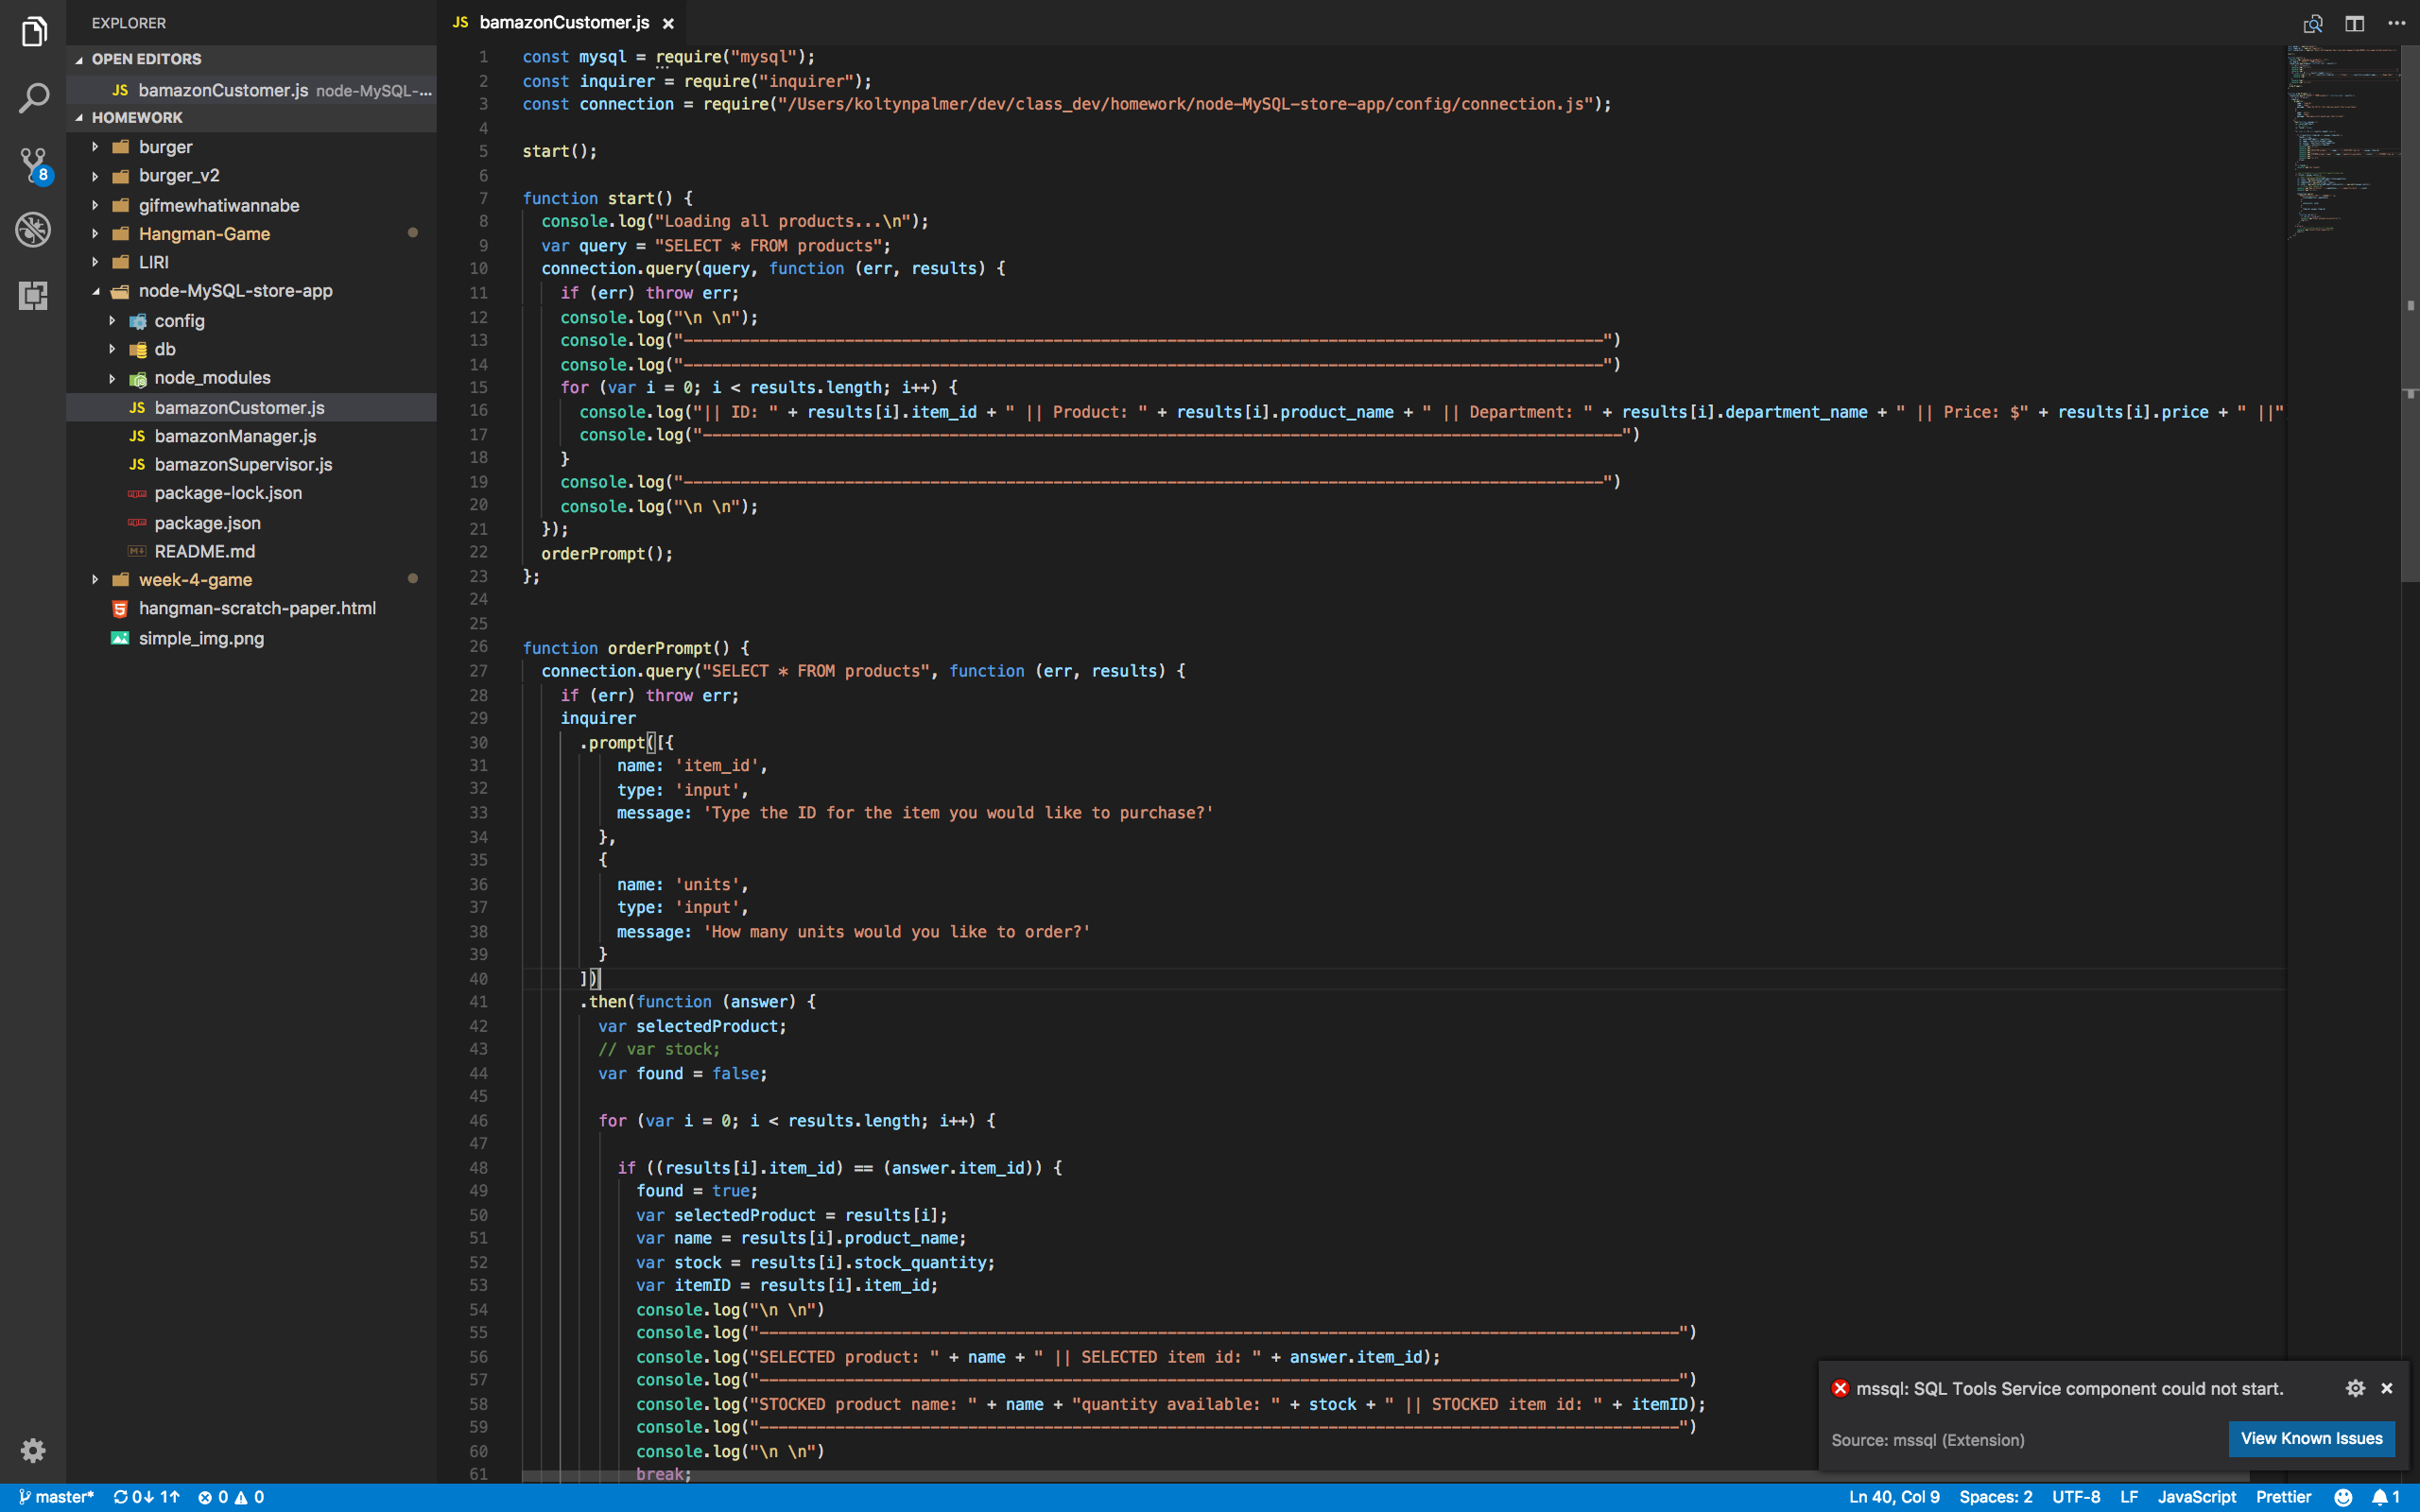 EXPLORER
OPEN EDITORS
JS bamazonCustomer.js node-MySQL-...
HOMEWORK
burger
burger_v2
gifmewhatiwannabe
Hangman-Game
LIRI
node-MySQL-store-app
config
db
node_modules
JS bamazonCustomer.js
JS bamazonManager.js
JS bamazonSupervisor.js
package-lock.json
package.json
README.md
week-4-game
hangman-scratch-paper.html
simple_img.png
8
JS bamazonCustomer.js
1 const mysql = require("mysql");
2 const inquirer = require("inquirer");
3 const connection = require("/Users/koltynpalmer/dev/class_dev/homework/node-MySQL-store-app/config/connection.js");
4
5 start();
6
7 function start() {
8 console.log("Loading all products...\n");
9 var query = "SELECT * FROM products";
10 connection.query(query, function (err, results) {
11 if (err) throw err;
12 console.log("\n \n");
13 console.log("-------------------------------------------------------------------------------------------------")
14 console.log("-------------------------------------------------------------------------------------------------")
15 for (var i = 0; i < results.length; i++) {
16 console.log("|| ID: " + results[i].item_id + " || Product: " + results[i].product_name + " || Department: " + results[i].department_name + " || Price: $" + results[i].price + " ||"
17 console.log("-------------------------------------------------------------------------------------------------")
18 }
19 console.log("-------------------------------------------------------------------------------------------------")
20 console.log("\n \n");
21 });
22 orderPrompt();
23 };
24
25
26 function orderPrompt() {
27 connection.query("SELECT * FROM products", function (err, results) {
28 if (err) throw err;
29 inquirer
30 .prompt([{
31 name: 'item_id',
32 type: 'input',
33 message: 'Type the ID for the item you would like to purchase?'
34 },
35 {
36 name: 'units',
37 type: 'input',
38 message: 'How many units would you like to order?'
39 }
40 ])
41 .then(function (answer) {
42 var selectedProduct;
43 // var stock;
44 var found = false;
45
46 for (var i = 0; i < results.length; i++) {
47
48 if ((results[i].item_id) == (answer.item_id)) {
49 found = true;
50 var selectedProduct = results[i];
51 var name = results[i].product_name;
52 var stock = results[i].stock_quantity;
53 var itemID = results[i].item_id;
54 console.log("\n \n")
55 console.log("-------------------------------------------------------------------------------------------------")
56 console.log("SELECTED product: " + name + " || SELECTED item id: " + answer.item_id);
57 console.log("-------------------------------------------------------------------------------------------------")
58 console.log("STOCKED product name: " + name + "quantity available: " + stock + " || STOCKED item id: " + itemID);
59 console.log("-------------------------------------------------------------------------------------------------")
60 console.log("\n \n")
61 break;
mssql: SQL Tools Service component could not start.
Source: mssql (Extension)
View Known Issues
master* 0↓ 1↑ 0 0
Ln 40, Col 9 Spaces: 2 UTF-8 LF JavaScript Prettier 1